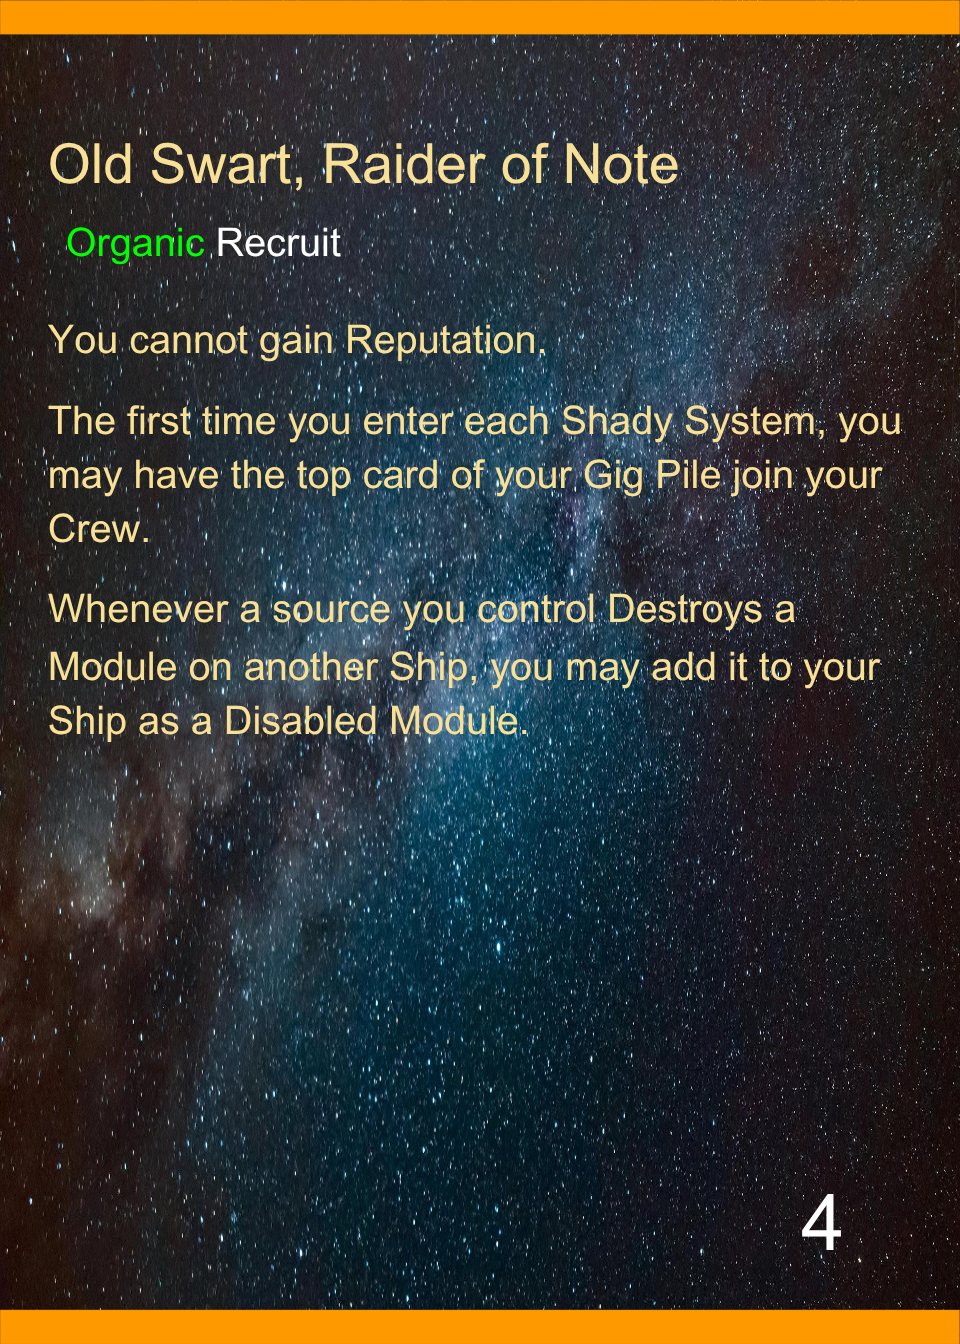 Old Swart, Raider of Note
Organic Recruit
You cannot gain Reputation.
The first time you enter each Shady System, you
may have the top card of your Gig Pile join your
Crew.
Whenever a source you control Destroys a
Module on another Ship, you may add it to your
Ship as a Disabled Module.
4